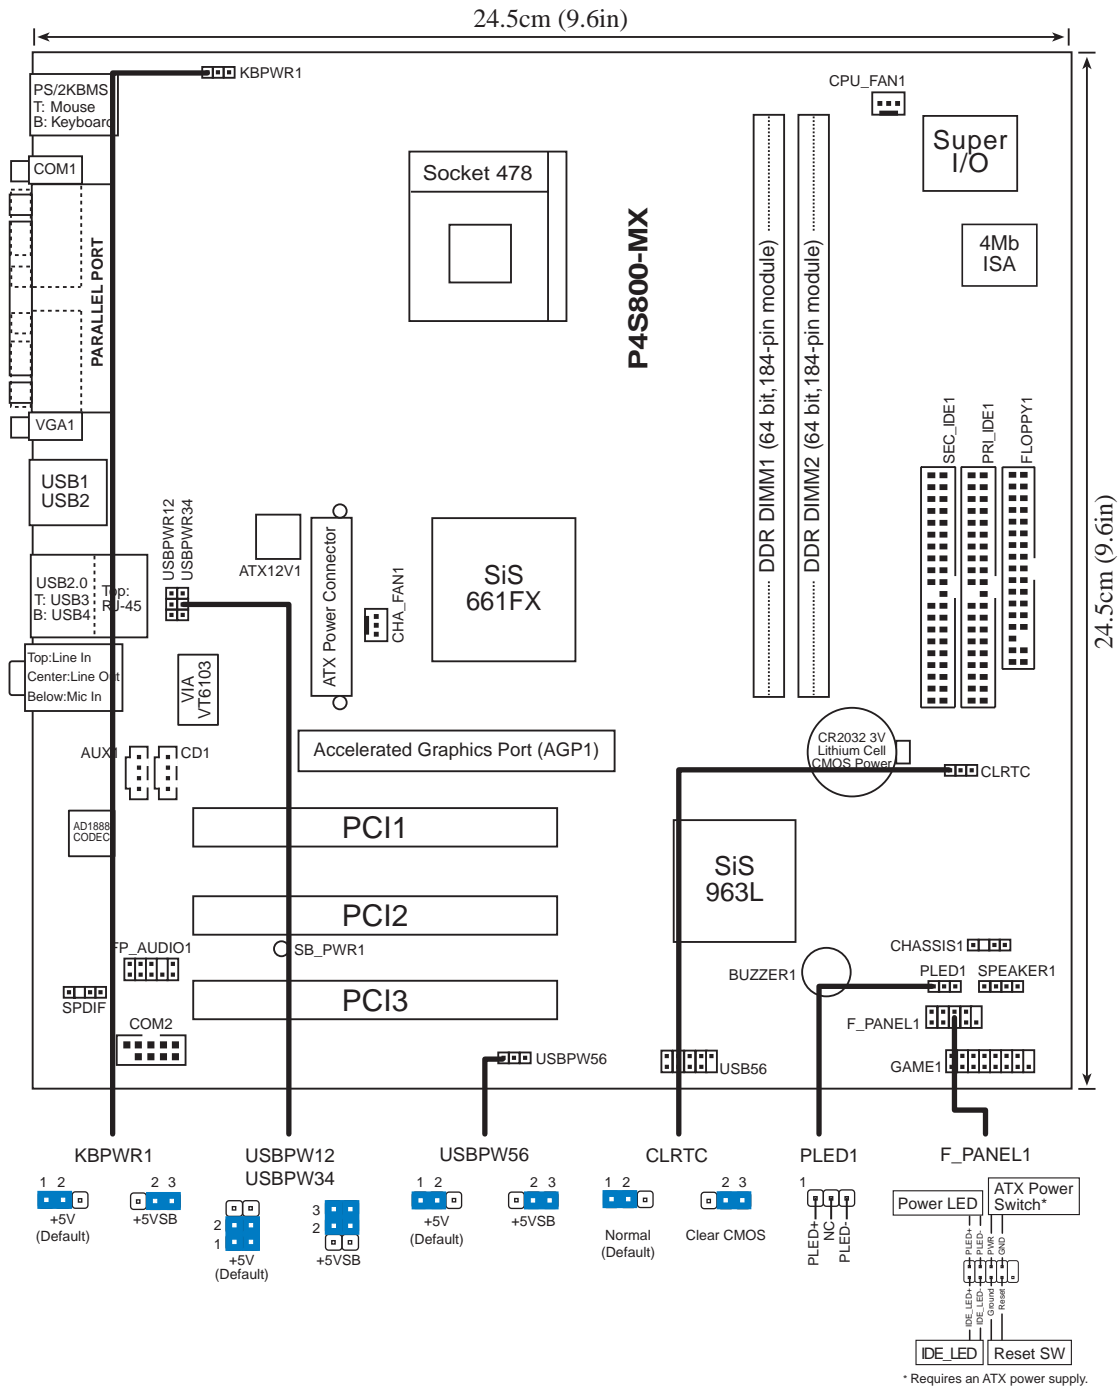 24.5cm (9.6in)
KBPWR1
PS/2KBMS
T: Mouse
B: Keyboard
CPU_FAN1
Super
I/O
COM1
Socket 478
PARALLEL PORT
P4S800-MX
DDR DIMM1 (64 bit,184-pin module)
DDR DIMM2 (64 bit,184-pin module)
4Mb
ISA
VGA1
SEC_IDE1
PRI_IDE1
FLOPPY1
24.5cm (9.6in)
USB1
USB2
USBPWR12
USBPWR34
ATX12V1
ATX Power Connector
CHA_FAN1
SiS
661FX
USB2.0
T: USB3
B: USB4
Top:
RJ-45
Top:Line In
Center:Line Out
Below:Mic In
VIA
VT6103
CR2032 3V
Lithium Cell
CMOS Power
CLRTC
AUX1
CD1
Accelerated Graphics Port (AGP1)
AD1888
CODEC
PCI1
SiS
963L
PCI2
FP_AUDIO1
SB_PWR1
CHASSIS1
BUZZER1
PLED1
SPEAKER1
SPDIF
PCI3
COM2
F_PANEL1
USBPW56
USB56
GAME1
KBPWR1
1 2
+5V
(Default)
2 3
+5VSB
USBPW12
USBPW34
2
1
+5V
(Default)
3
2
+5VSB
USBPW56
1 2
+5V
(Default)
2 3
+5VSB
CLRTC
1 2
Normal
(Default)
2 3
Clear CMOS
PLED1
1
PLED+
NC
PLED-
F_PANEL1
Power LED
ATX Power
Switch*
PLED+
PLED-
PWR
GND
IDE_LED+
IDE_LED-
Ground
Reset
IDE_LED
Reset SW
* Requires an ATX power supply.